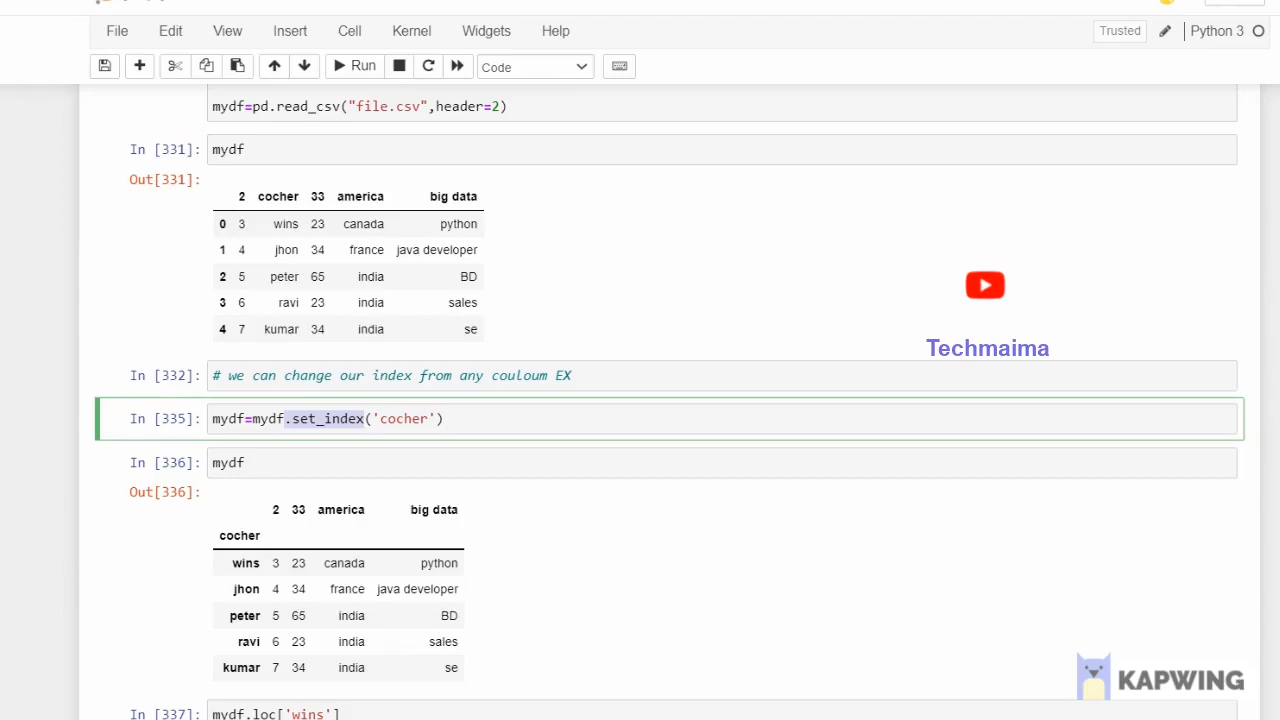 File Edit View Insert Cell Kernel Widgets Help Trusted Python 3
Run Code
mydf=pd.read_csv("file.csv",header=2)
In [331]: mydf
Out[331]:
2 cocher 33 america big data
0 3 wins 23 canada python
1 4 jhon 34 france java developer
2 5 peter 65 india BD
3 6 ravi 23 india sales
4 7 kumar 34 india se
Techmaima
In [332]: # we can change our index from any couloum EX
In [335]: mydf=mydf.set_index('cocher')
In [336]: mydf
Out[336]:
2 33 america big data
cocher
wins 3 23 canada python
jhon 4 34 france java developer
peter 5 65 india BD
ravi 6 23 india sales
kumar 7 34 india se
KAPWING
In [337]: mydf.loc['wins']